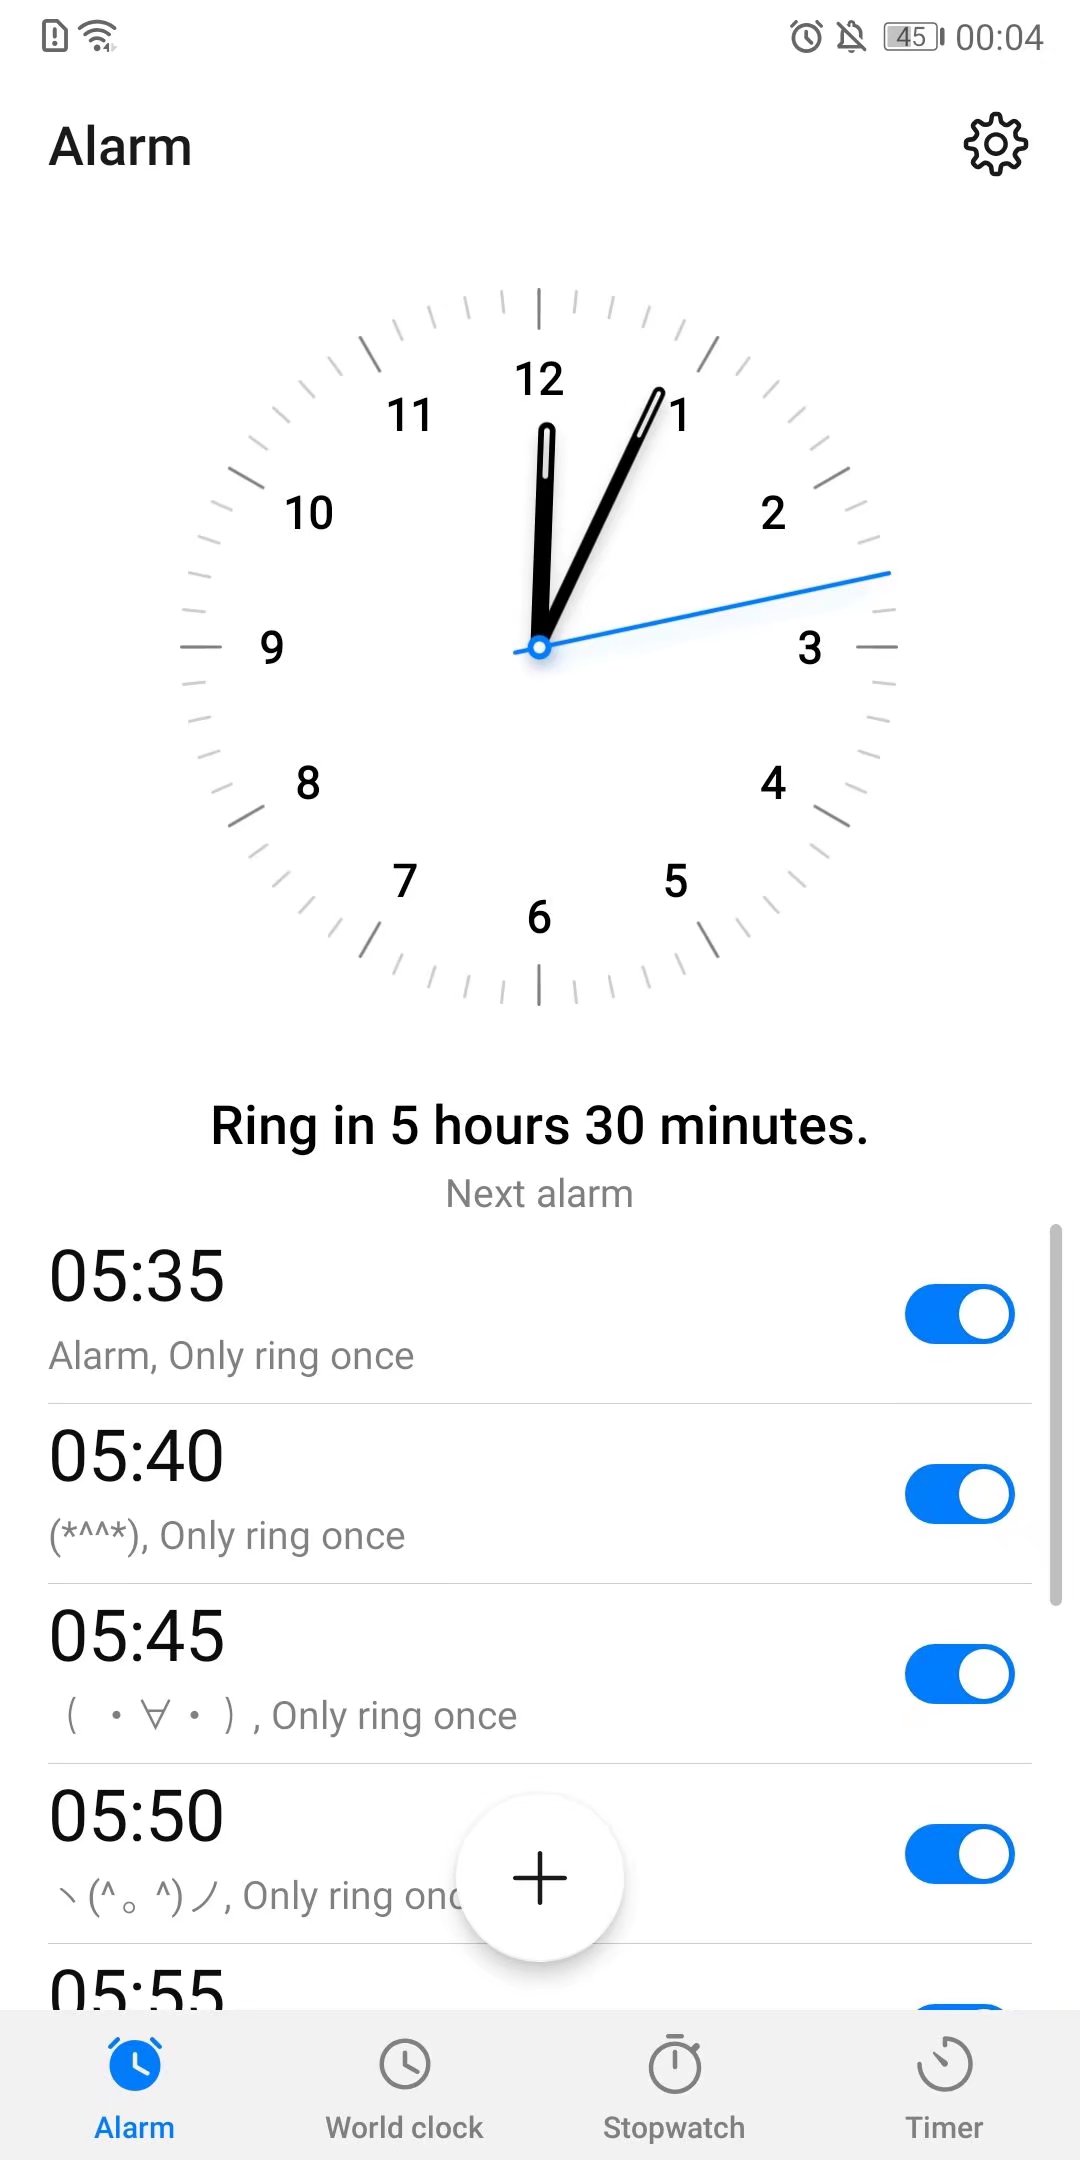 45 00:04
Alarm
12
11 1
10 2
9 3
8 4
7 5
6
Ring in 5 hours 30 minutes.
Next alarm
05:35
Alarm, Only ring once
05:40
(*^^*), Only ring once
05:45
（ ・∀・）, Only ring once
05:50
ヽ(^。^)ノ, Only ring
05:55
Alarm World clock Stopwatch Timer